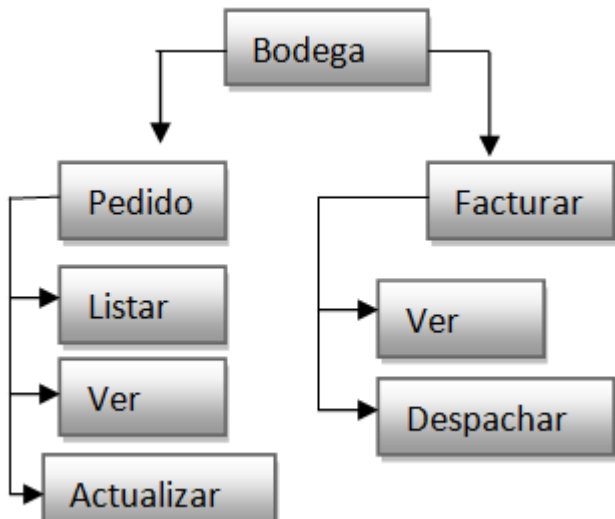 Bodega
Pedido
Listar
Ver
Actualizar
Facturar
Ver
Despachar